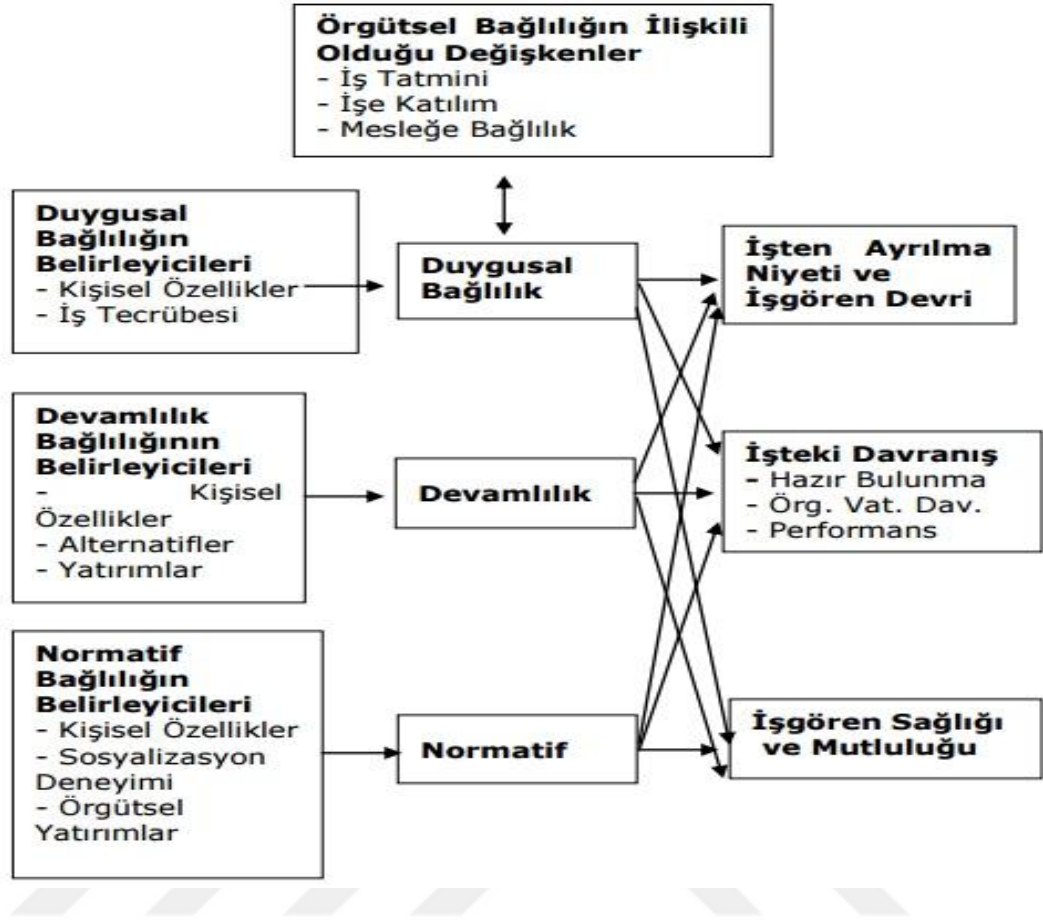 Örgütsel Bağlılığın İlişkili
Olduğu Değişkenler
- İş Tatmini
- İşe Katılım
- Mesleğe Bağlılık
Duygusal
Bağlılığın
Belirleyicileri
- Kişisel Özellikler
- İş Tecrübesi
Duygusal
Bağlılık
İşten Ayrılma
Niyeti ve
İşgören Devri
Devamlılık
Bağlılığının
Belirleyicileri
- Kişisel
Özellikler
- Alternatifler
- Yatırımlar
Devamlılık
İşteki Davranış
- Hazır Bulunma
- Örg. Vat. Dav.
- Performans
Normatif
Bağlılığın
Belirleyicileri
- Kişisel Özellikler
- Sosyalizasyon
Deneyimi
- Örgütsel
Yatırımlar
Normatif
İşgören Sağlığı
ve Mutluluğu